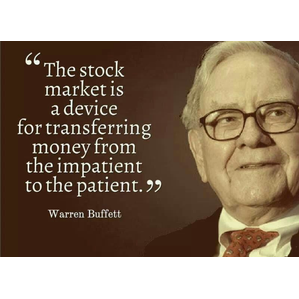 “ The stock
market is
a device
for transferring
money from
the impatient
to the patient. ”
Warren Buffett